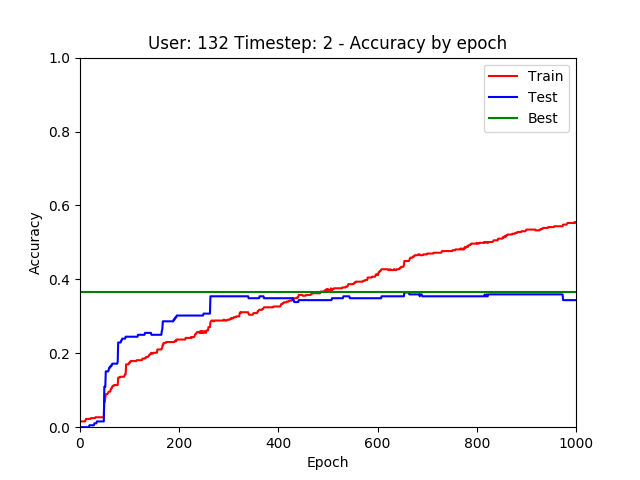 User: 132 Timestep: 2 - Accuracy by epoch
1.0
0.8
0.6
0.4
0.2
0.0
Accuracy
Train
Test
Best
0 200 400 600 800 1000
Epoch